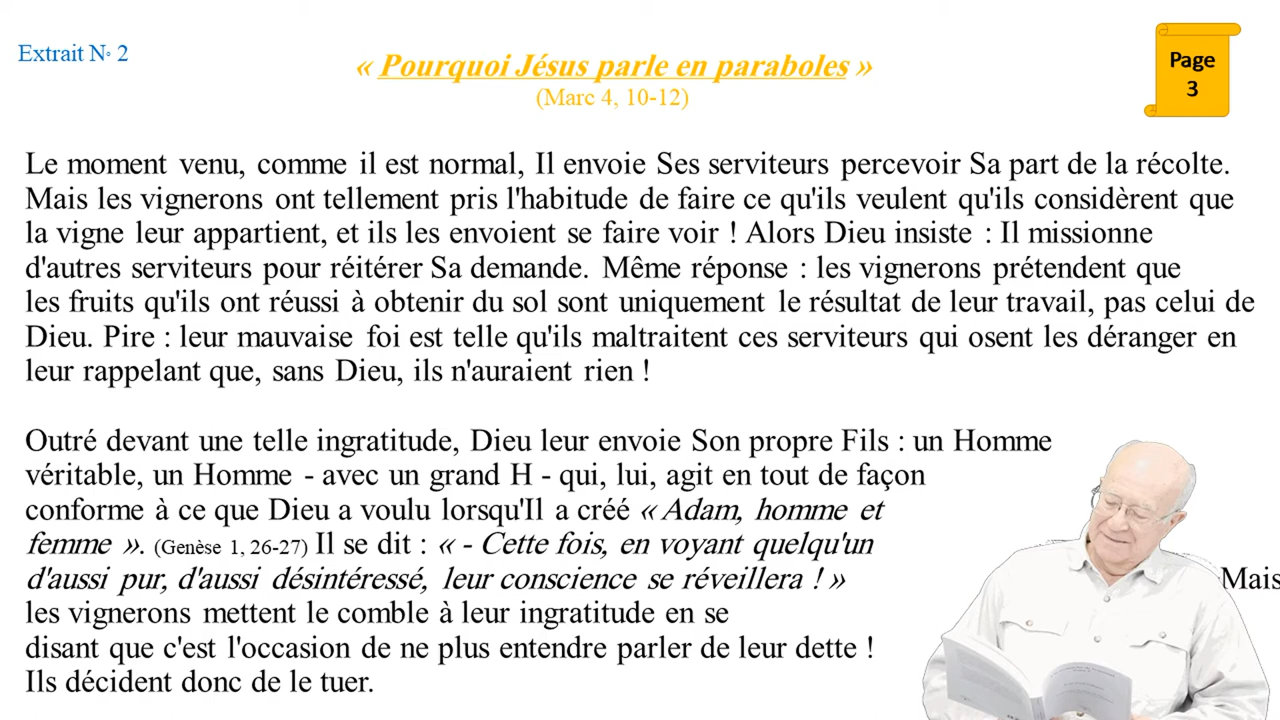 Extrait N° 2
« Pourquoi Jésus parle en paraboles »
(Marc 4, 10-12)
Page
3
Le moment venu, comme il est normal, Il envoie Ses serviteurs percevoir Sa part de la récolte.
Mais les vignerons ont tellement pris l'habitude de faire ce qu'ils veulent qu'ils considèrent que
la vigne leur appartient, et ils les envoient se faire voir ! Alors Dieu insiste : Il missionne
d'autres serviteurs pour réitérer Sa demande. Même réponse : les vignerons prétendent que
les fruits qu'ils ont réussi à obtenir du sol sont uniquement le résultat de leur travail, pas celui de
Dieu. Pire : leur mauvaise foi est telle qu'ils maltraitent ces serviteurs qui osent les déranger en
leur rappelant que, sans Dieu, ils n'auraient rien !
Outré devant une telle ingratitude, Dieu leur envoie Son propre Fils : un Homme
véritable, un Homme - avec un grand H - qui, lui, agit en tout de façon
conforme à ce que Dieu a voulu lorsqu'Il a créé « Adam, homme et
femme ». (Genèse 1, 26-27) Il se dit : « - Cette fois, en voyant quelqu'un
d'aussi pur, d'aussi désintéressé, leur conscience se réveillera ! » Mais
les vignerons mettent le comble à leur ingratitude en se
disant que c'est l'occasion de ne plus entendre parler de leur dette !
Ils décident donc de le tuer.